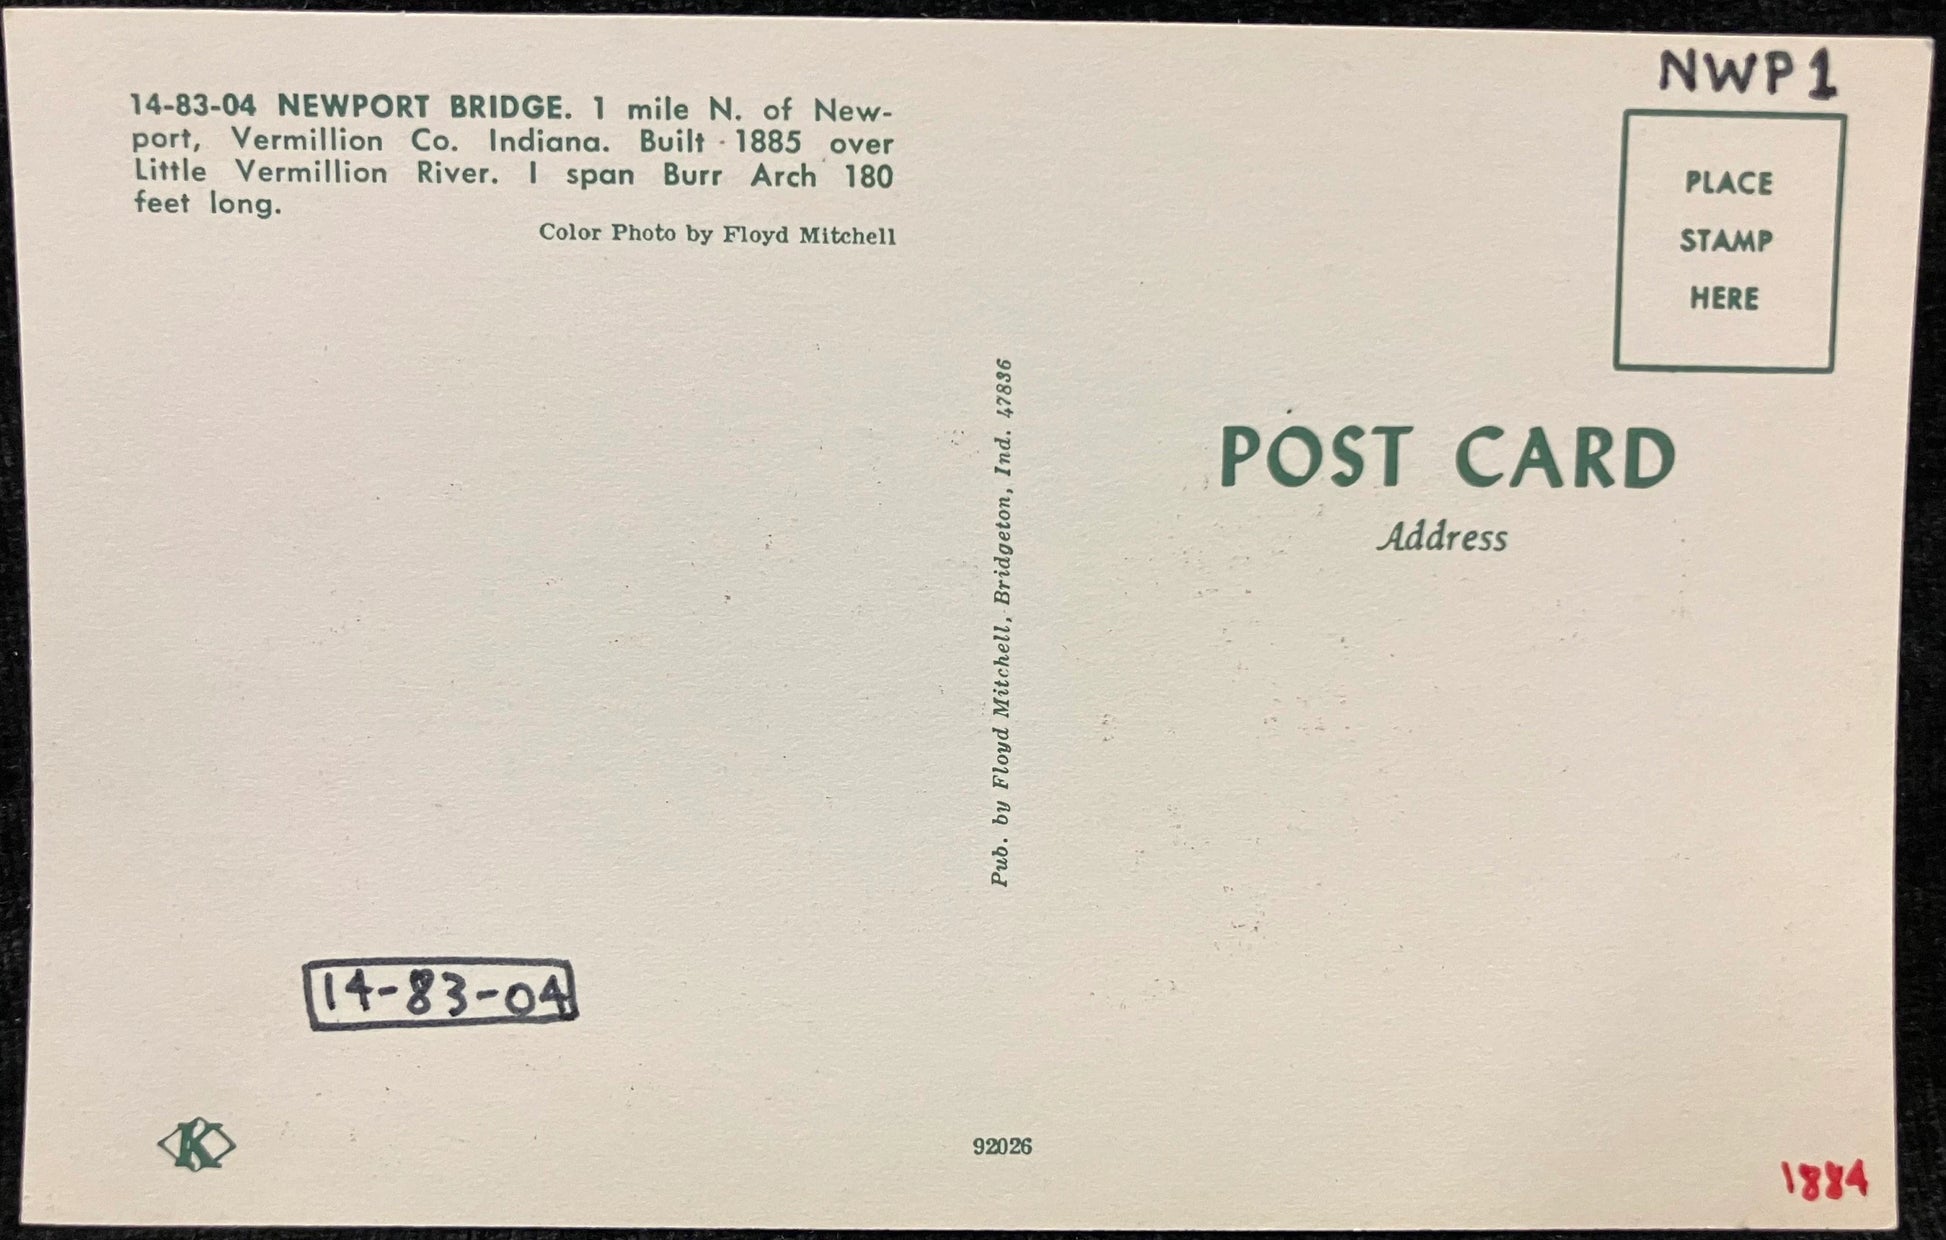 NWP1
14-83-04 NEWPORT BRIDGE. 1 mile N. of New-
port, Vermillion Co. Indiana. Built 1885 over
Little Vermillion River. I span Burr Arch 180
feet long.
Color Photo by Floyd Mitchell
PLACE
STAMP
HERE
POST CARD
Address
Pub. by Floyd Mitchell, Bridgeton, Ind. 47836
14-83-04
K
92026
1884